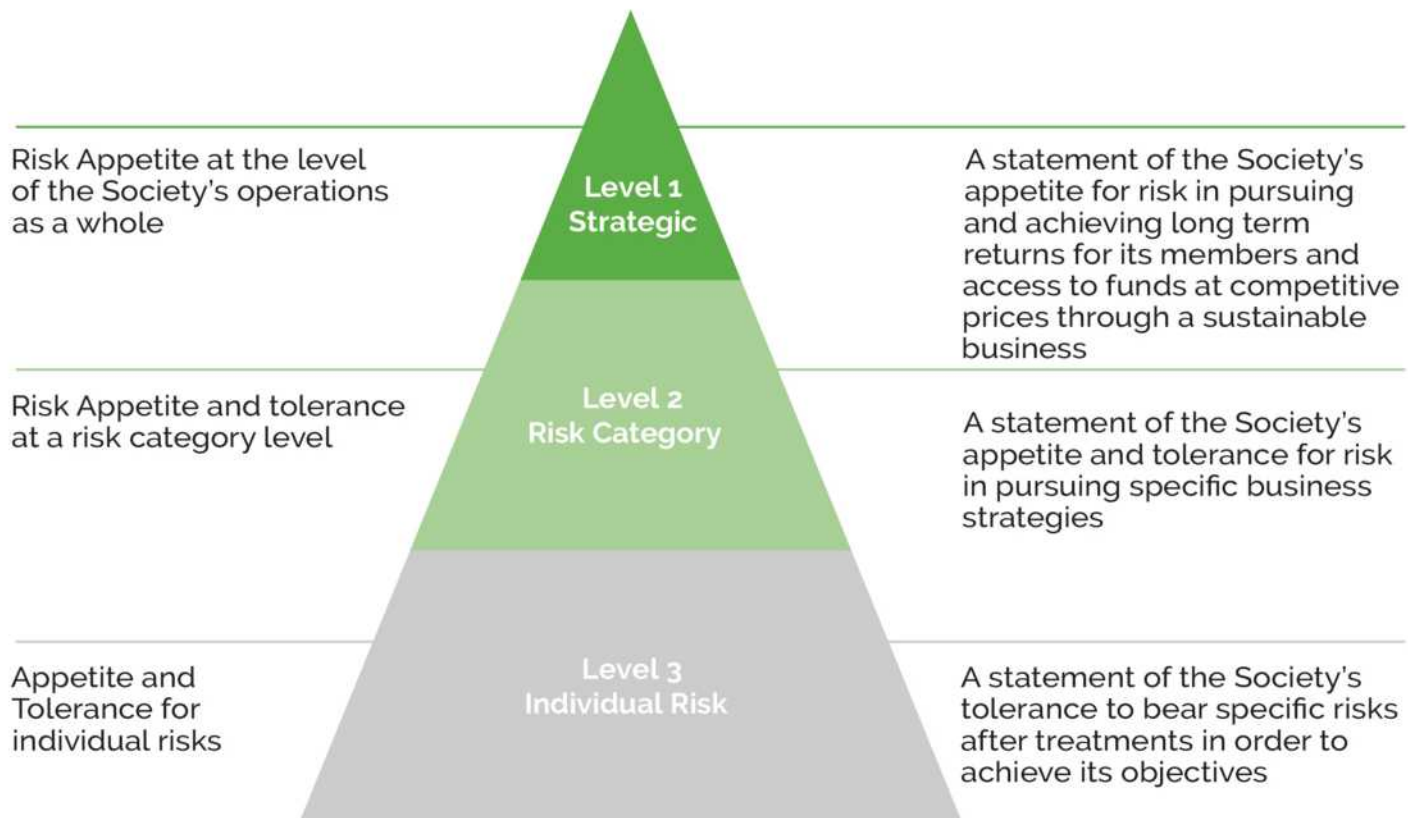 Risk Appetite at the level
of the Society's operations
as a whole
Level 1
Strategic
A statement of the Society's
appetite for risk in pursuing
and achieving long term
returns for its members and
access to funds at competitive
prices through a sustainable
business
Risk Appetite and tolerance
at a risk category level
Level 2
Risk Category
A statement of the Society's
appetite and tolerance for risk
in pursuing specific business
strategies
Appetite and
Tolerance for
individual risks
Level 3
Individual Risk
A statement of the Society's
tolerance to bear specific risks
after treatments in order to
achieve its objectives